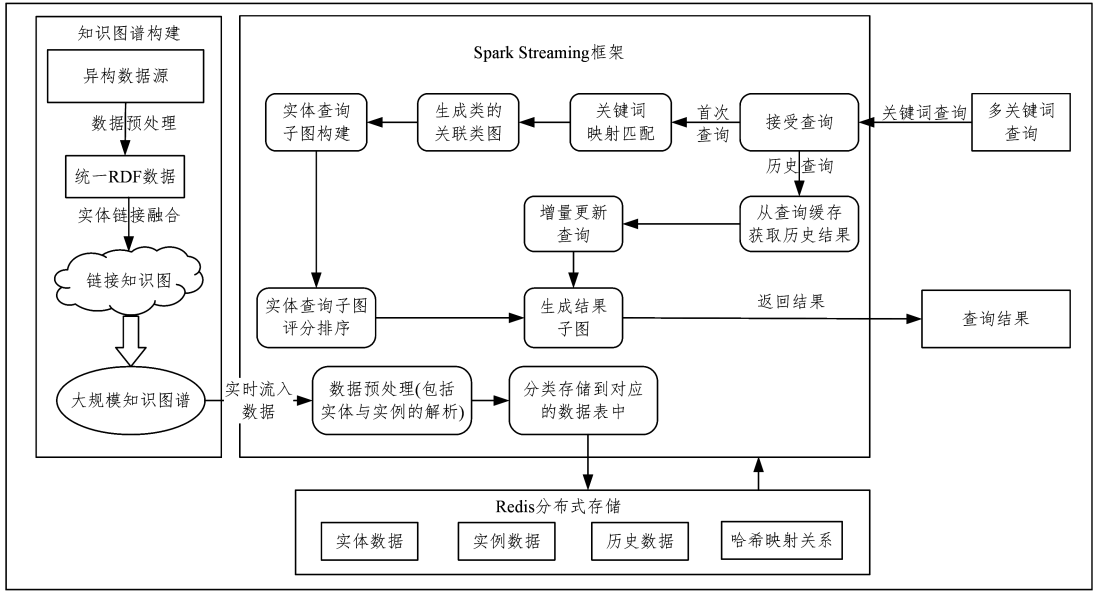 知识图谱构建
异构数据源
数据预处理
统一RDF数据
实体链接融合
链接知识图
大规模知识图谱
Spark Streaming框架
实体查询
子图构建
生成类的
关联类图
关键词
映射匹配
首次
查询
接受查询
关键词查询
多关键词
查询
历史查询
增量更新
查询
从查询缓存
获取历史结果
实体查询子图
评分排序
生成结果
子图
返回结果
查询结果
实时流入
数据
数据预处理(包括
实体与实例的解析)
分类存储到对应
的数据表中
Redis分布式存储
实体数据
实例数据
历史数据
哈希映射关系